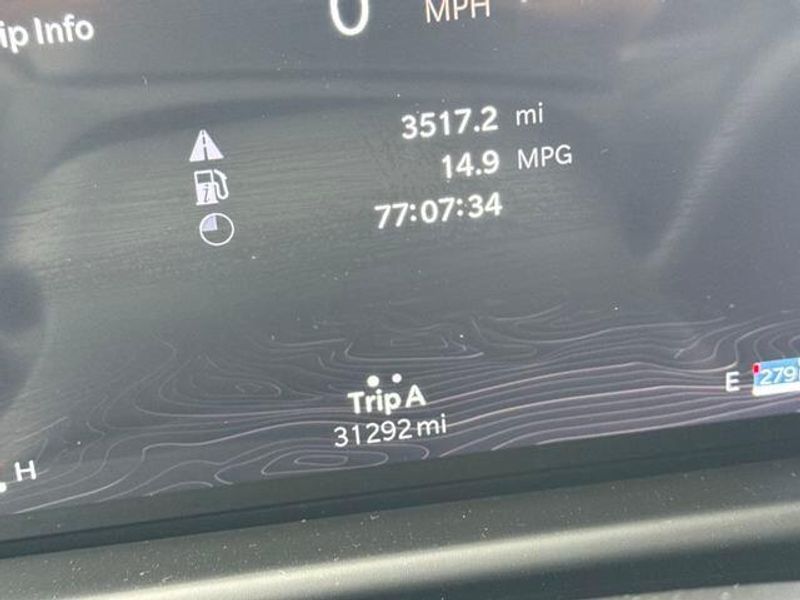 0 MPH
ip Info
3517.2 mi
14.9 MPG
77:07:34
Trip A
31292 mi
E 279
H